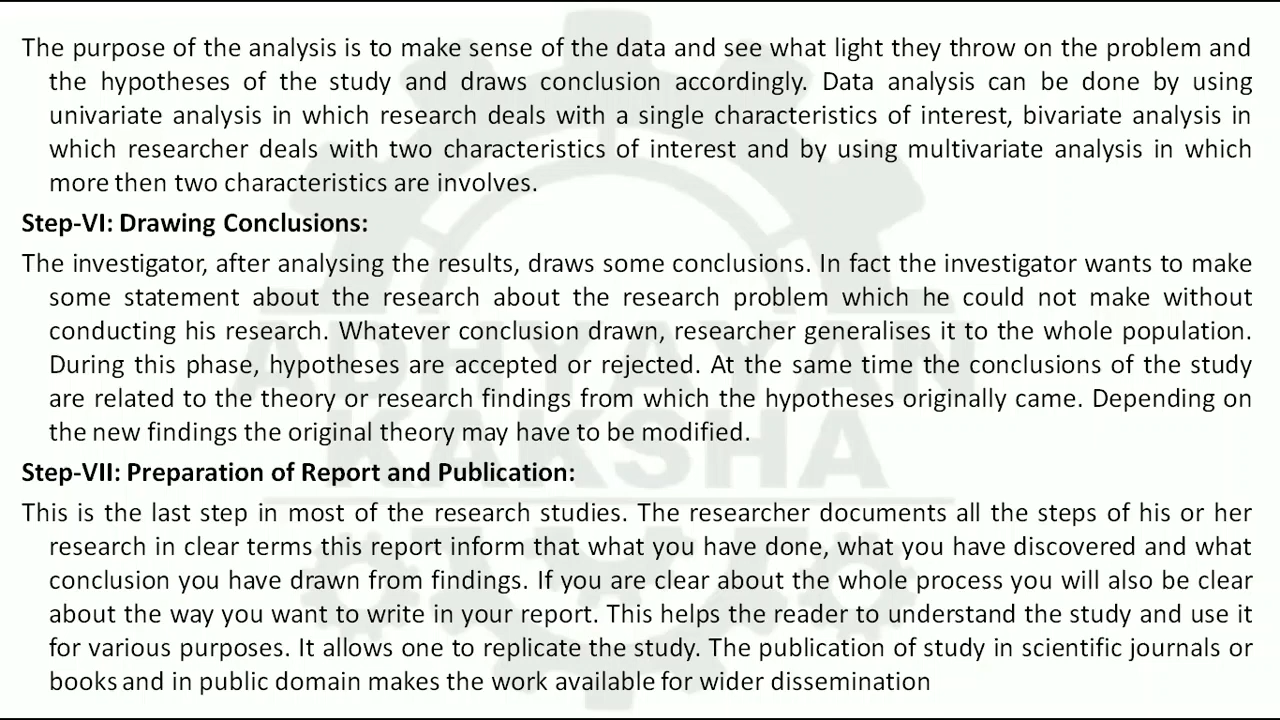 The purpose of the analysis is to make sense of the data and see what light they throw on the problem and
the hypotheses of the study and draws conclusion accordingly. Data analysis can be done by using
univariate analysis in which research deals with a single characteristics of interest, bivariate analysis in
which researcher deals with two characteristics of interest and by using multivariate analysis in which
more then two characteristics are involves.
Step-VI: Drawing Conclusions:
The investigator, after analysing the results, draws some conclusions. In fact the investigator wants to make
some statement about the research about the research problem which he could not make without
conducting his research. Whatever conclusion drawn, researcher generalises it to the whole population.
During this phase, hypotheses are accepted or rejected. At the same time the conclusions of the study
are related to the theory or research findings from which the hypotheses originally came. Depending on
the new findings the original theory may have to be modified.
Step-VII: Preparation of Report and Publication:
This is the last step in most of the research studies. The researcher documents all the steps of his or her
research in clear terms this report inform that what you have done, what you have discovered and what
conclusion you have drawn from findings. If you are clear about the whole process you will also be clear
about the way you want to write in your report. This helps the reader to understand the study and use it
for various purposes. It allows one to replicate the study. The publication of study in scientific journals or
books and in public domain makes the work available for wider dissemination
ADHYAYAN
KAKSHA